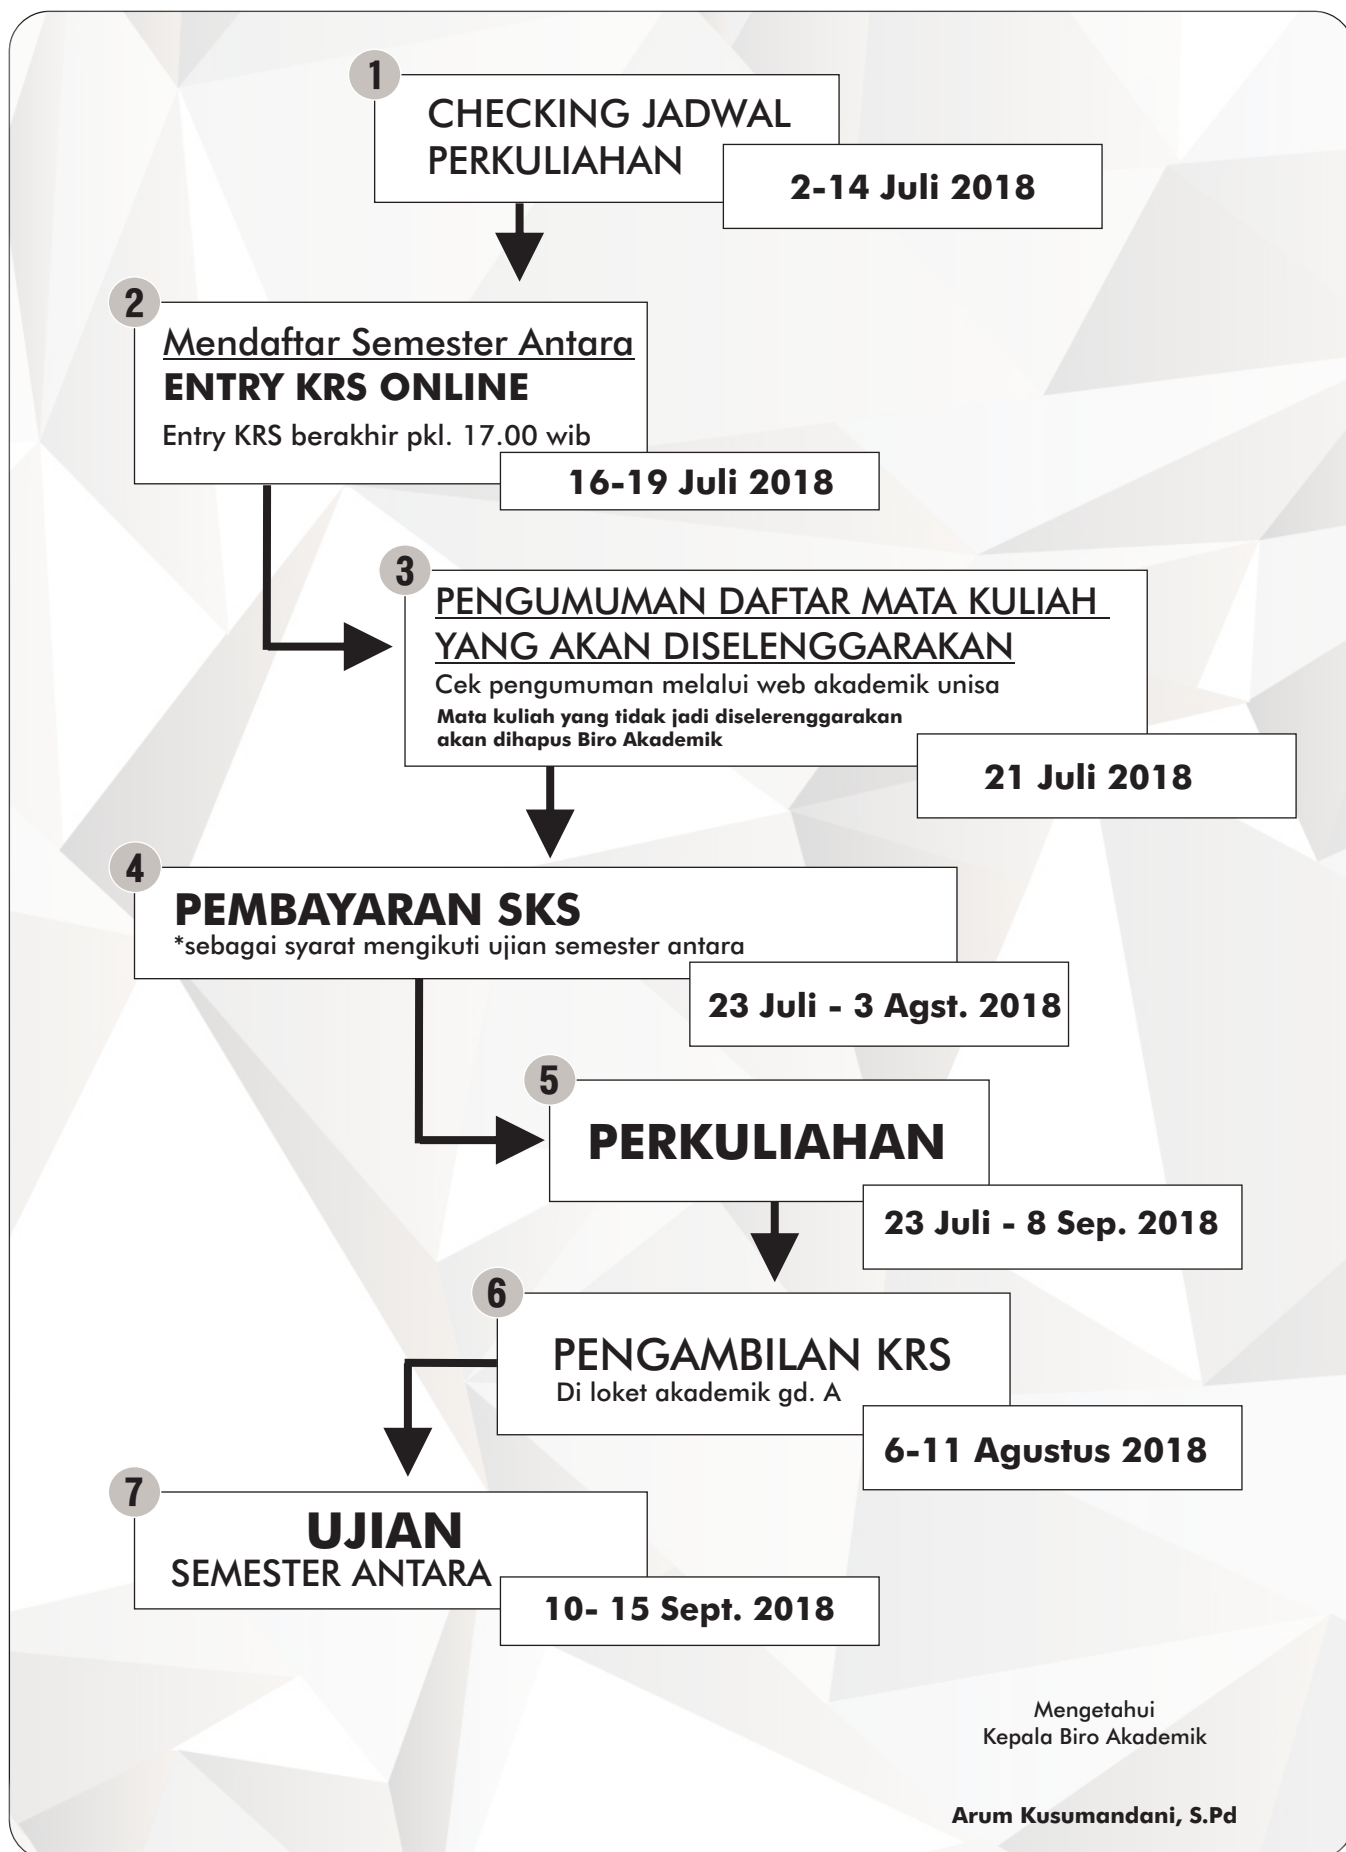 1
CHECKING JADWAL
PERKULIAHAN
2-14 Juli 2018
2
Mendaftar Semester Antara
ENTRY KRS ONLINE
Entry KRS berakhir pkl. 17.00 wib
16-19 Juli 2018
3
PENGUMUMAN DAFTAR MATA KULIAH
YANG AKAN DISELENGGARAKAN
Cek pengumuman melalui web akademik unisa
Mata kuliah yang tidak jadi diselerenggarakan
akan dihapus Biro Akademik
21 Juli 2018
4
PEMBAYARAN SKS
*sebagai syarat mengikuti ujian semester antara
23 Juli - 3 Agst. 2018
5
PERKULIAHAN
23 Juli - 8 Sep. 2018
6
PENGAMBILAN KRS
Di loket akademik gd. A
6-11 Agustus 2018
7
UJIAN
SEMESTER ANTARA
10- 15 Sept. 2018
Mengetahui
Kepala Biro Akademik
Arum Kusumandani, S.Pd